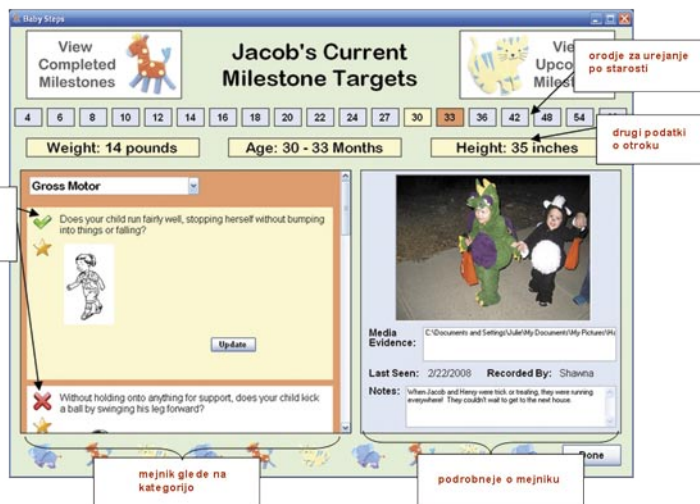 Baby Steps
View
Completed
Milestones
Jacob's Current
Milestone Targets
orodje za urejanje
po starosti
4 6 8 10 12 14 16 18 20 22 24 27 30 33 36 42 48 54
drugi podatki
o otroku
Weight: 14 pounds
Age: 30 - 33 Months
Height: 35 inches
Gross Motor
Does your child run fairly well, stopping herself without bumping
into things or falling?
Update
Without holding onto anything for support, does your child kick
a ball by swinging his leg forward?
Media
Evidence:
C:\Documents and Settings\Julie\My Documents\My Pictures\
Last Seen: 2/22/2008 Recorded By: Shawna
Notes:
When Jacob and Henry were trick or treating, they were running
everywhere! They couldn't wait to get to the next house.
Done
mejnik glede na
kategorijo
podrobneje o mejniku